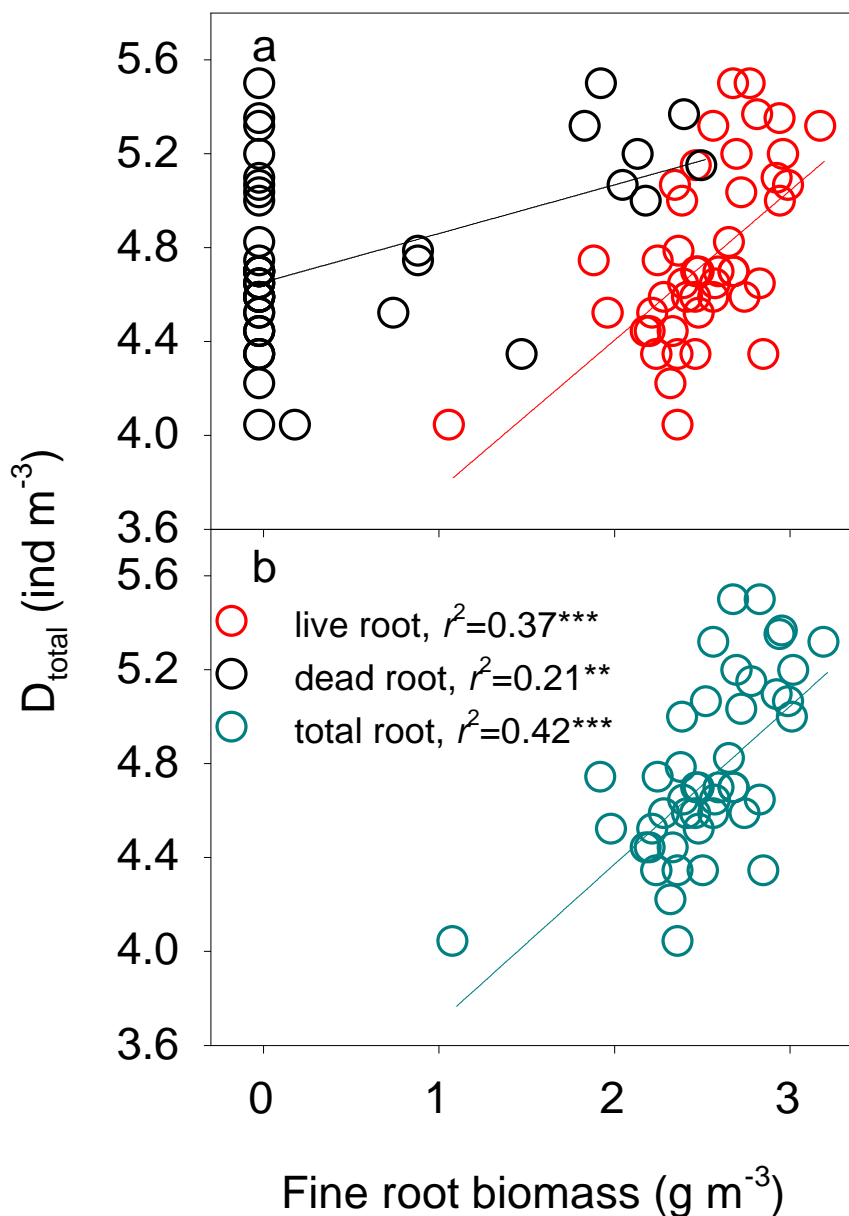 a
5.6
5.2
4.8
4.4
4.0
3.6
D_total (ind m^-3)
b
5.6
5.2
4.8
4.4
4.0
3.6
live root, r^2=0.37***
dead root, r^2=0.21**
total root, r^2=0.42***
0 1 2 3
Fine root biomass (g m^-3)